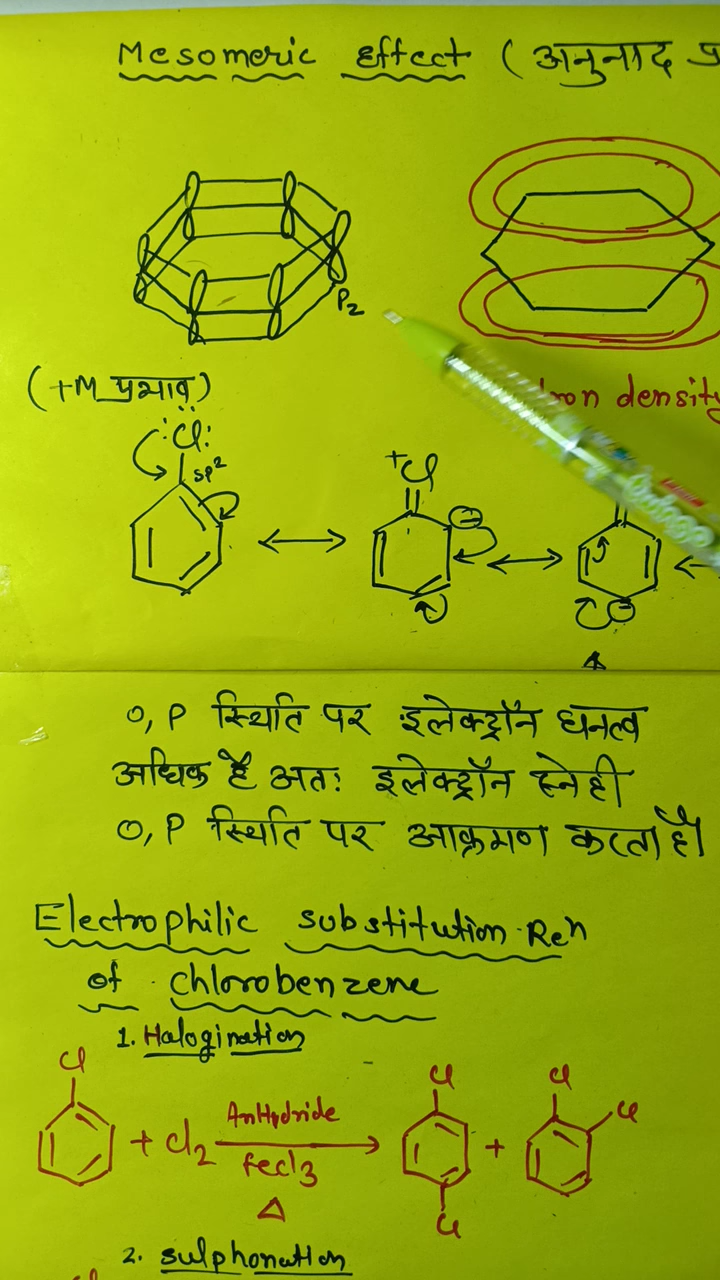 Mesomeric Effect (अनुनाद प्र
P2
(+M प्रभाव)
ron density
:Cl:
sp2
+Cl
⊖
⊖
O, P स्थिति पर इलेक्ट्रॉन घनत्व
अधिक है अतः इलेक्ट्रॉन स्नेही
O, P स्थिति पर आक्रमण करता है।
Electrophilic substitution Ren
of chlorobenzene
1. Halogination
Cl
+ Cl2
AnHydride
Fecl3
Δ
Cl
Cl
+
Cl
Cl
2. sulphonation